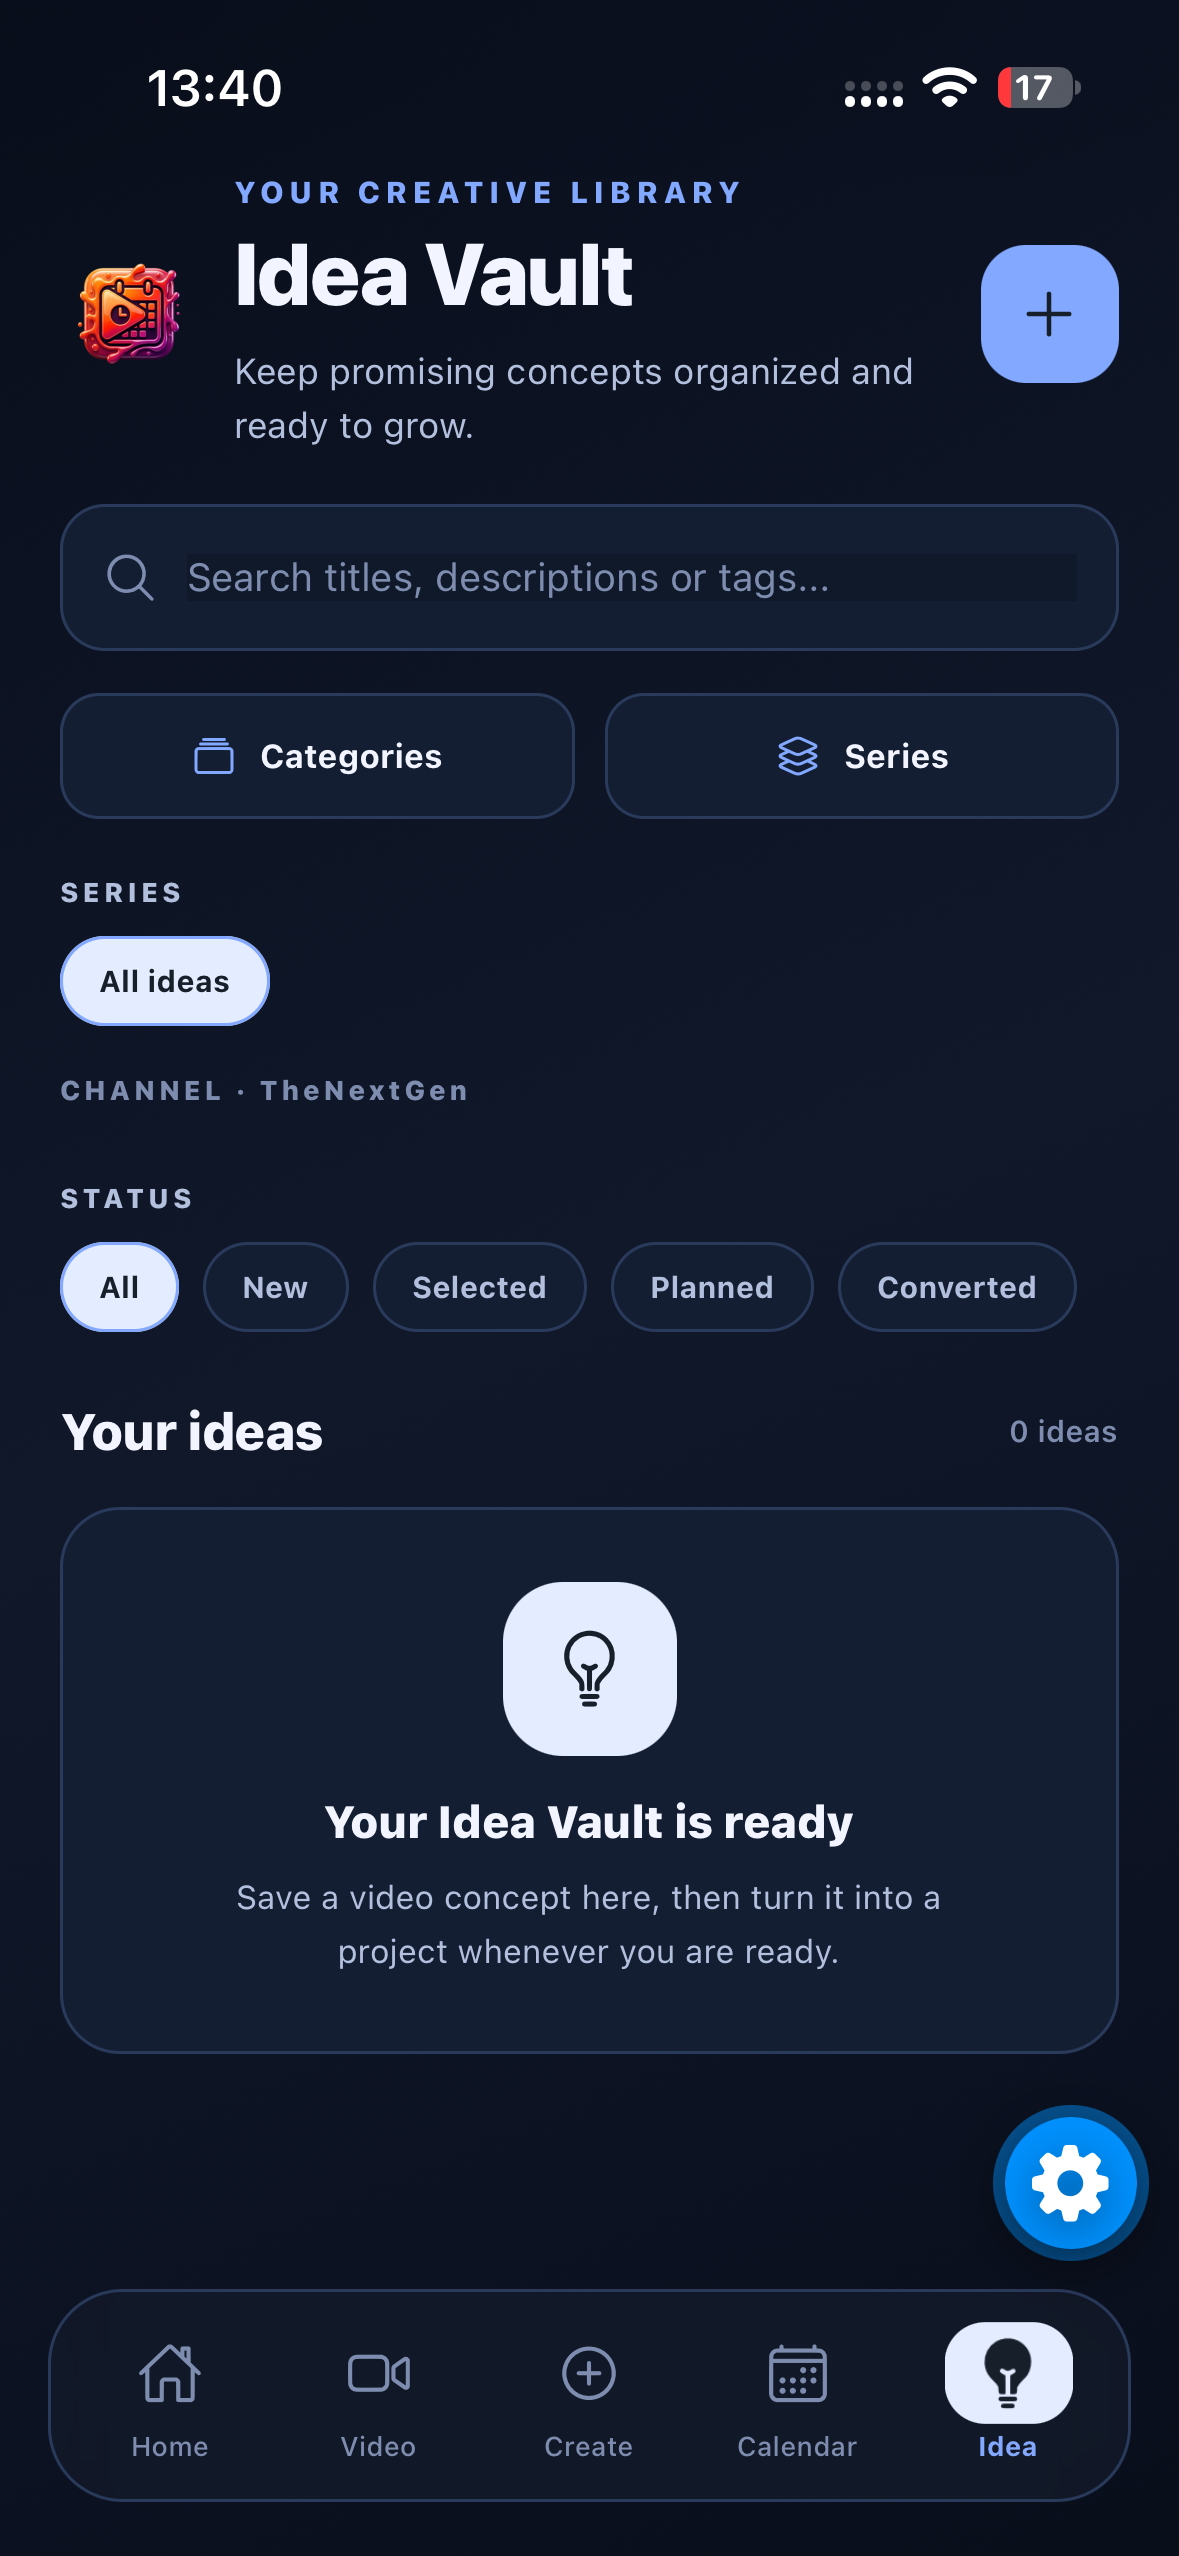 13:40
17
YOUR CREATIVE LIBRARY
Idea Vault
Keep promising concepts organized and
ready to grow.
Search titles, descriptions or tags...
Categories
Series
SERIES
All ideas
CHANNEL · TheNextGen
STATUS
All
New
Selected
Planned
Converted
Your ideas
0 ideas
Your Idea Vault is ready
Save a video concept here, then turn it into a
project whenever you are ready.
Home
Video
Create
Calendar
Idea